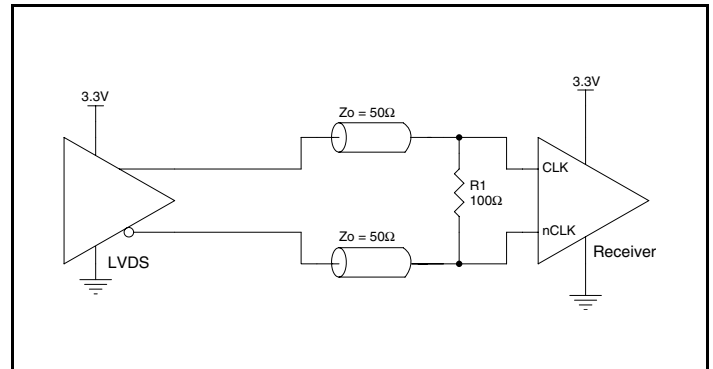 3.3V
3.3V
Zo = 50Ω
CLK
R1
100Ω
nCLK
Zo = 50Ω
LVDS
Receiver